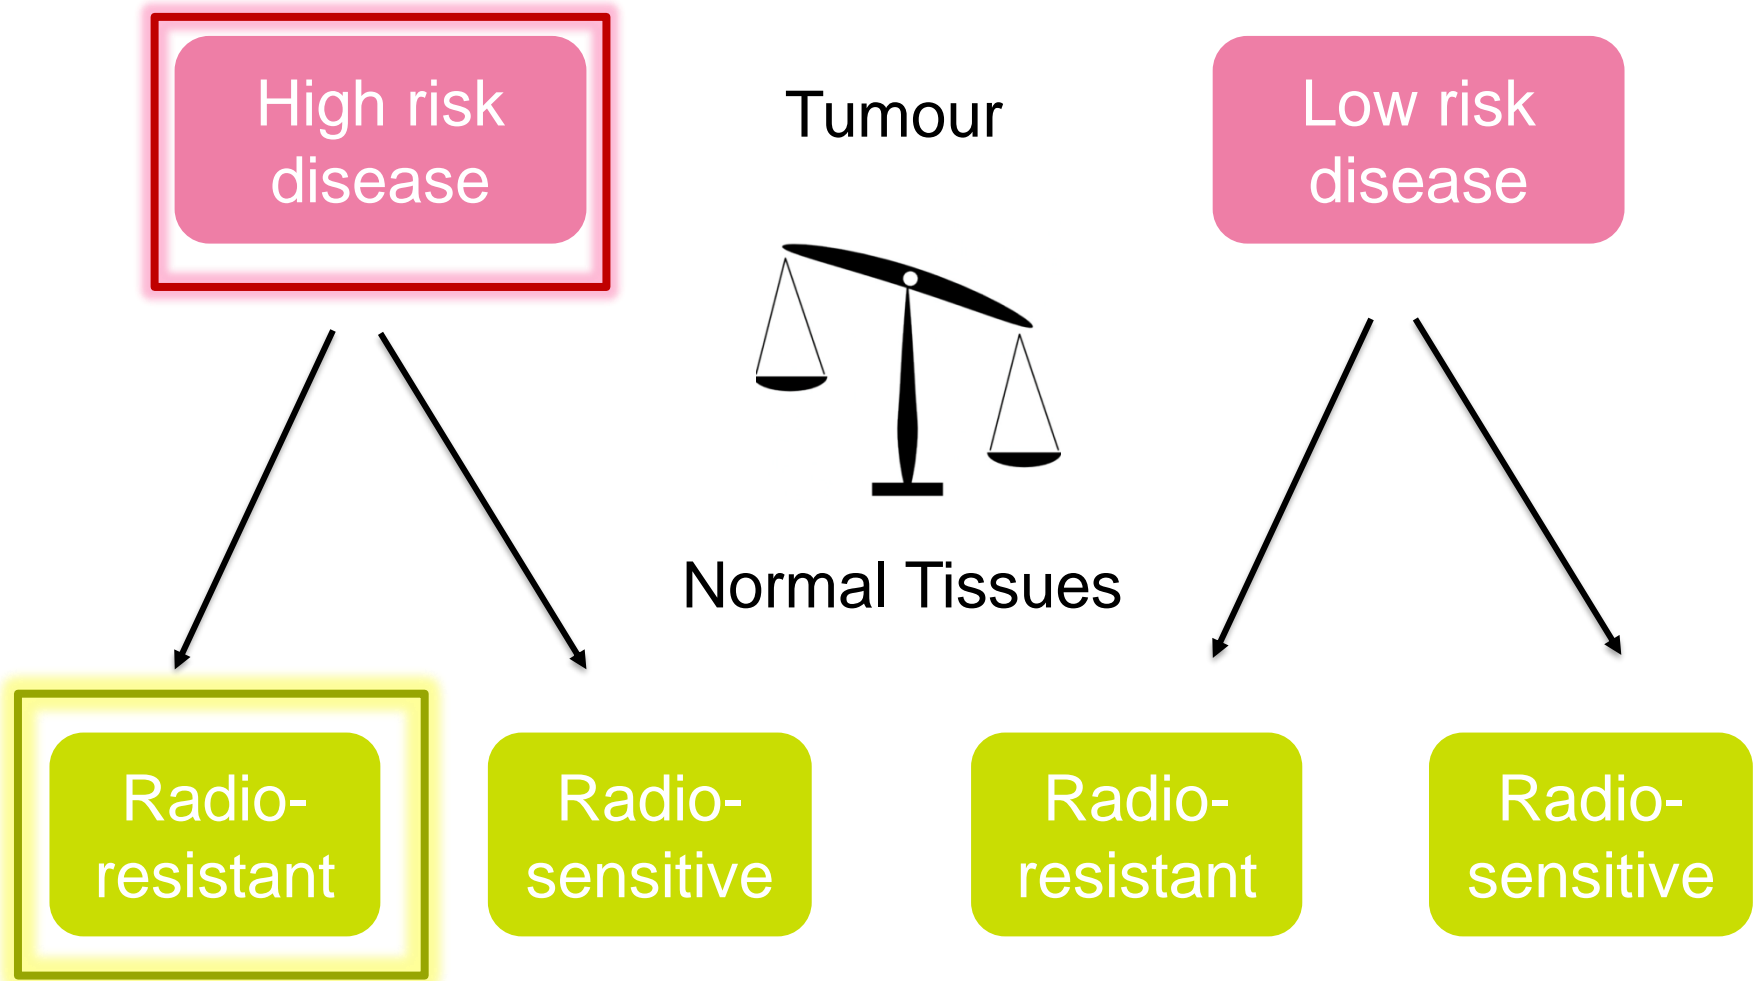 High risk
disease
Tumour
Low risk
disease
Normal Tissues
Radio-
resistant
Radio-
sensitive
Radio-
resistant
Radio-
sensitive